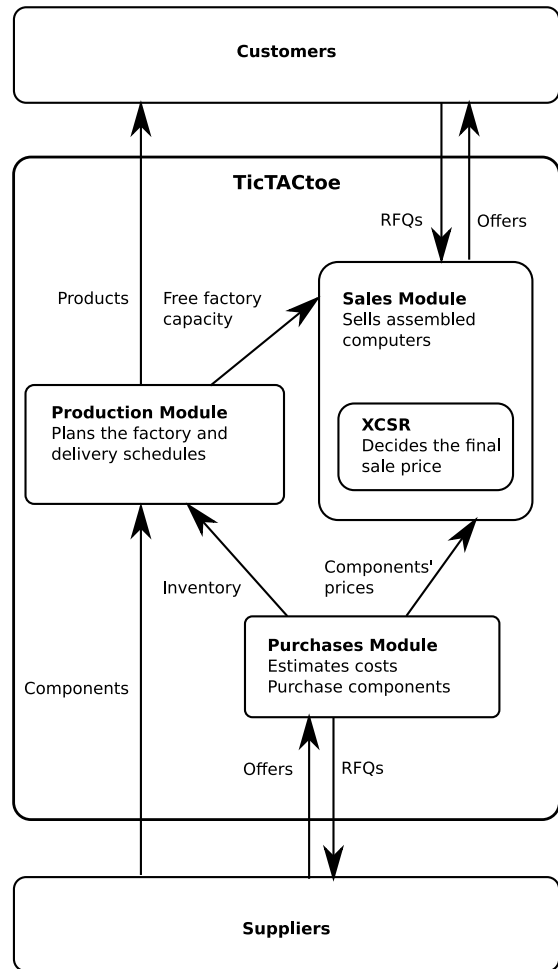 Customers
TicTACtoe
RFQs
Offers
Products
Free factory
capacity
Sales Module
Sells assembled
computers
Production Module
Plans the factory and
delivery schedules
XCSR
Decides the final
sale price
Inventory
Components'
prices
Purchases Module
Estimates costs
Purchase components
Components
Offers
RFQs
Suppliers